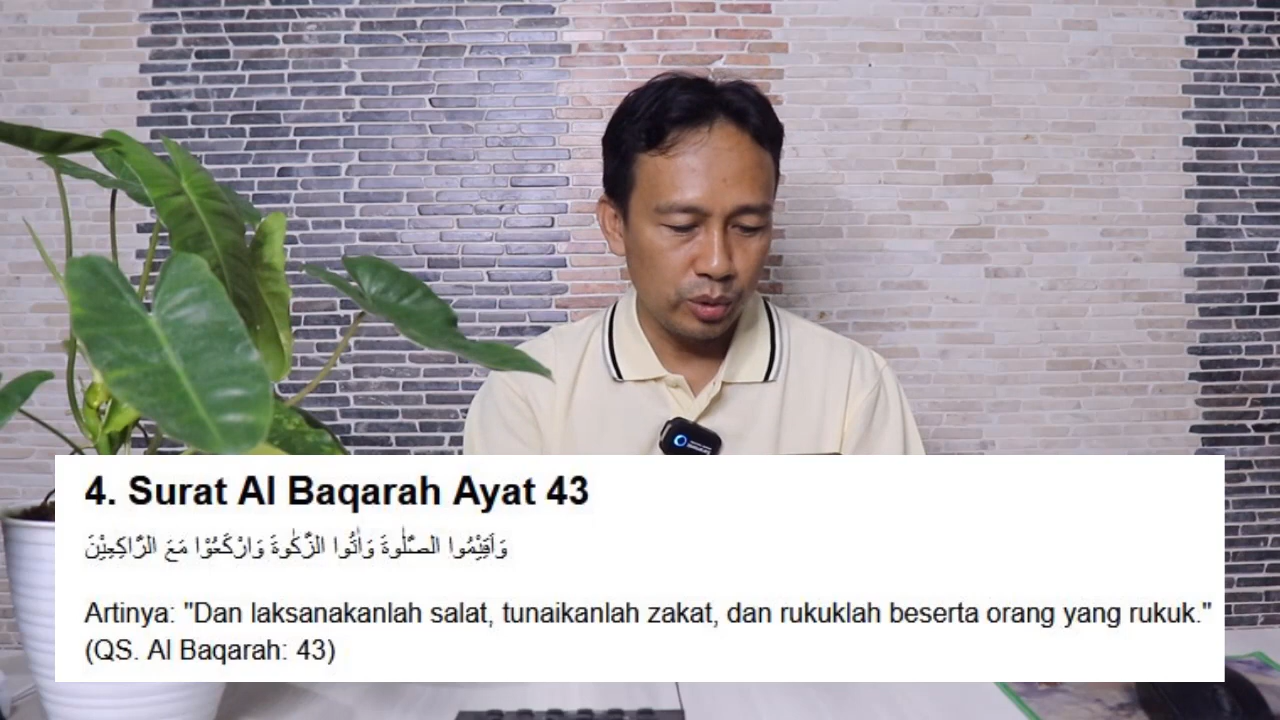 4. Surat Al Baqarah Ayat 43
وَاَقِيْمُوا الصَّلٰوةَ وَاٰتُوا الزَّكٰوةَ وَارْكَعُوْا مَعَ الرَّاكِعِيْنَ
Artinya: "Dan laksanakanlah salat, tunaikanlah zakat, dan rukuklah beserta orang yang rukuk."
(QS. Al Baqarah: 43)